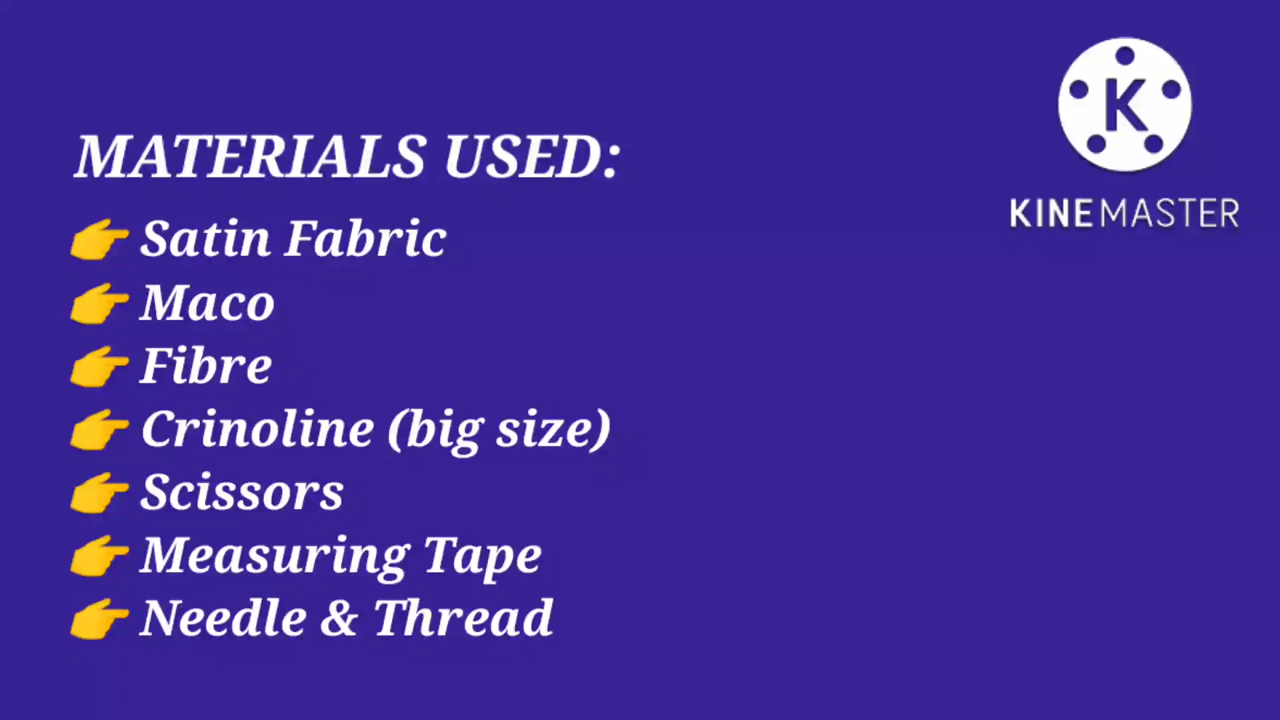 MATERIALS USED:
👉 Satin Fabric
👉 Maco
👉 Fibre
👉 Crinoline (big size)
👉 Scissors
👉 Measuring Tape
👉 Needle & Thread
K
KINEMASTER